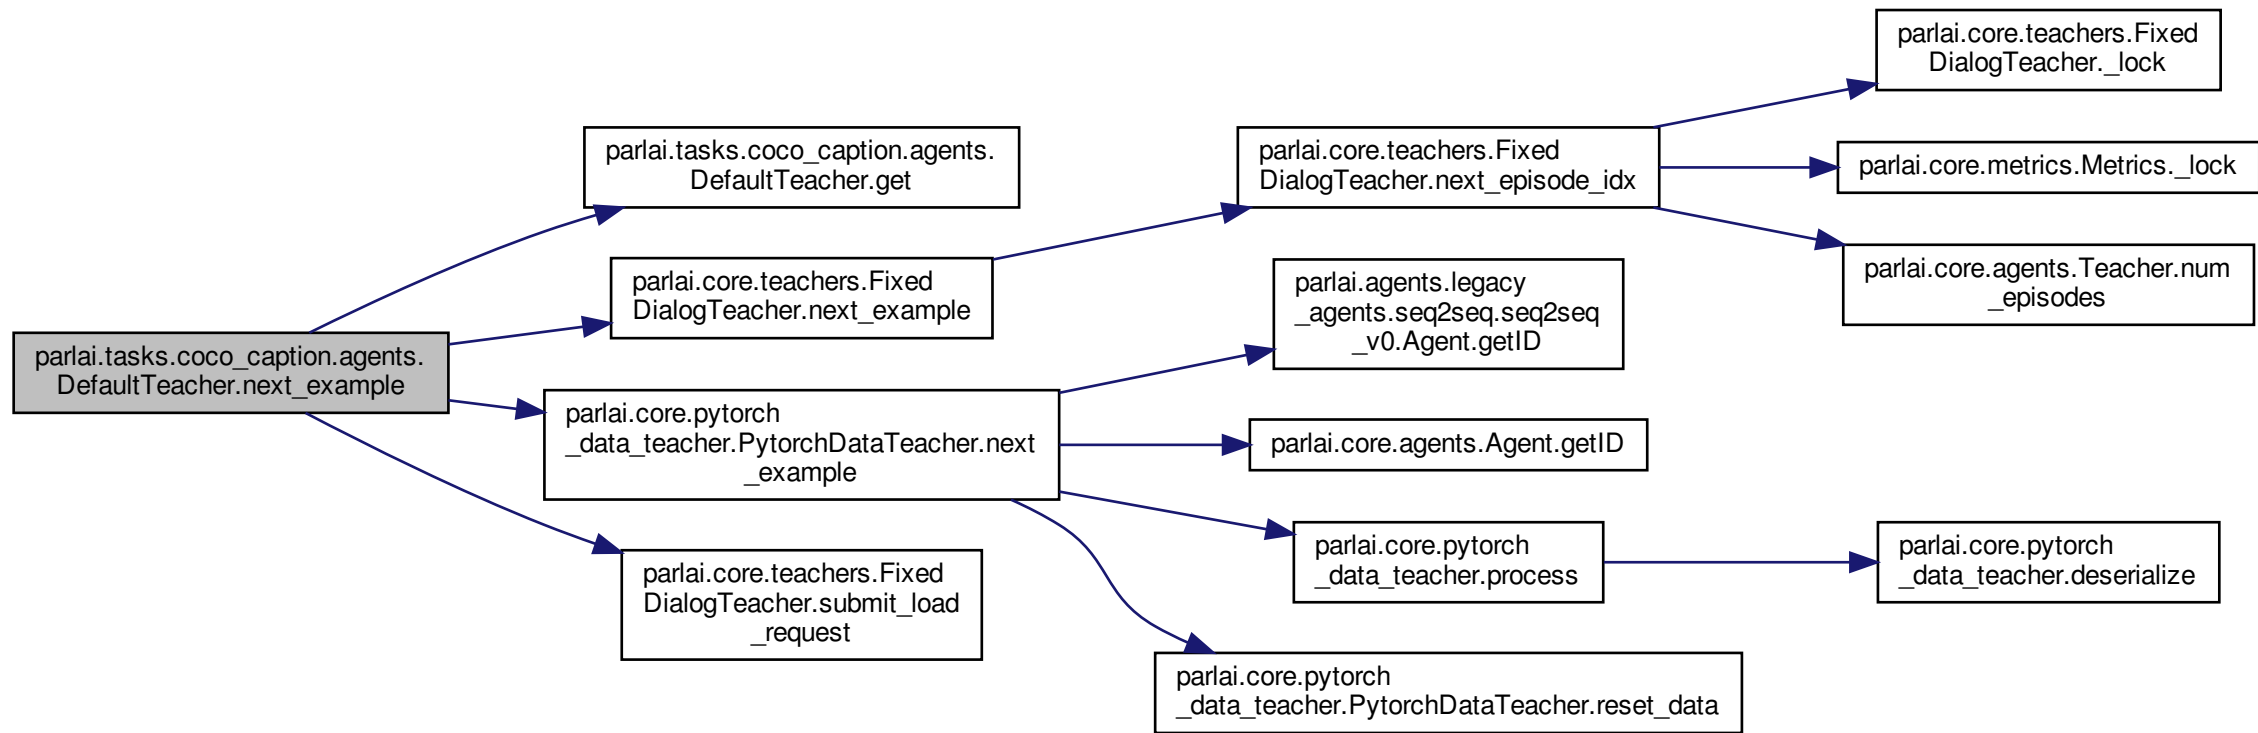 parlai.tasks.coco_caption.agents.
DefaultTeacher.next_example
parlai.tasks.coco_caption.agents.
DefaultTeacher.get
parlai.core.teachers.Fixed
DialogTeacher.next_example
parlai.core.pytorch
_data_teacher.PytorchDataTeacher.next
_example
parlai.core.teachers.Fixed
DialogTeacher.submit_load
_request
parlai.core.teachers.Fixed
DialogTeacher.next_episode_idx
parlai.agents.legacy
_agents.seq2seq.seq2seq
_v0.Agent.getID
parlai.core.agents.Agent.getID
parlai.core.pytorch
_data_teacher.process
parlai.core.pytorch
_data_teacher.PytorchDataTeacher.reset_data
parlai.core.teachers.Fixed
DialogTeacher._lock
parlai.core.metrics.Metrics._lock
parlai.core.agents.Teacher.num
_episodes
parlai.core.pytorch
_data_teacher.deserialize